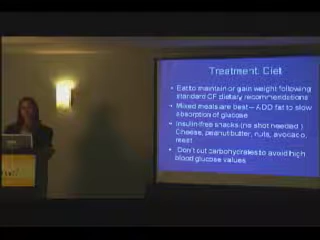 Treatment: Diet
Eat to maintain or gain weight following
standard CF dietary recommendations
Mixed meals are best – ADD fat to slow
absorption of glucose
Insulin-free snacks (no shot needed)
Cheese, peanut butter, nuts, avocado,
meat
Don't cut carbohydrates to avoid high
blood glucose values